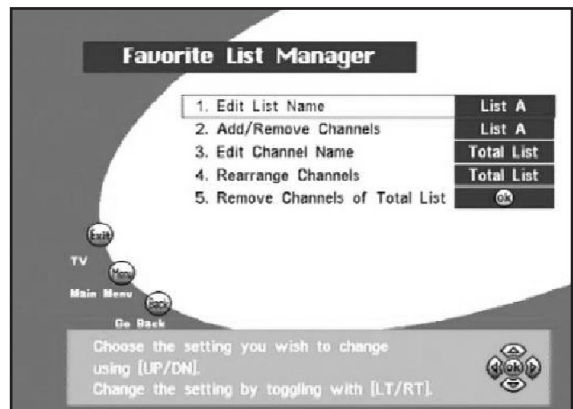 Favorite List Manager
1. Edit List Name List A
2. Add/Remove Channels List A
3. Edit Channel Name Total List
4. Rearrange Channels Total List
5. Remove Channels of Total List ok
Exit
TV
Menu
Main Menu
Back
Go Back
Choose the setting you wish to change
using [UP/DN].
Change the setting by toggling with [LT/RT].
ok